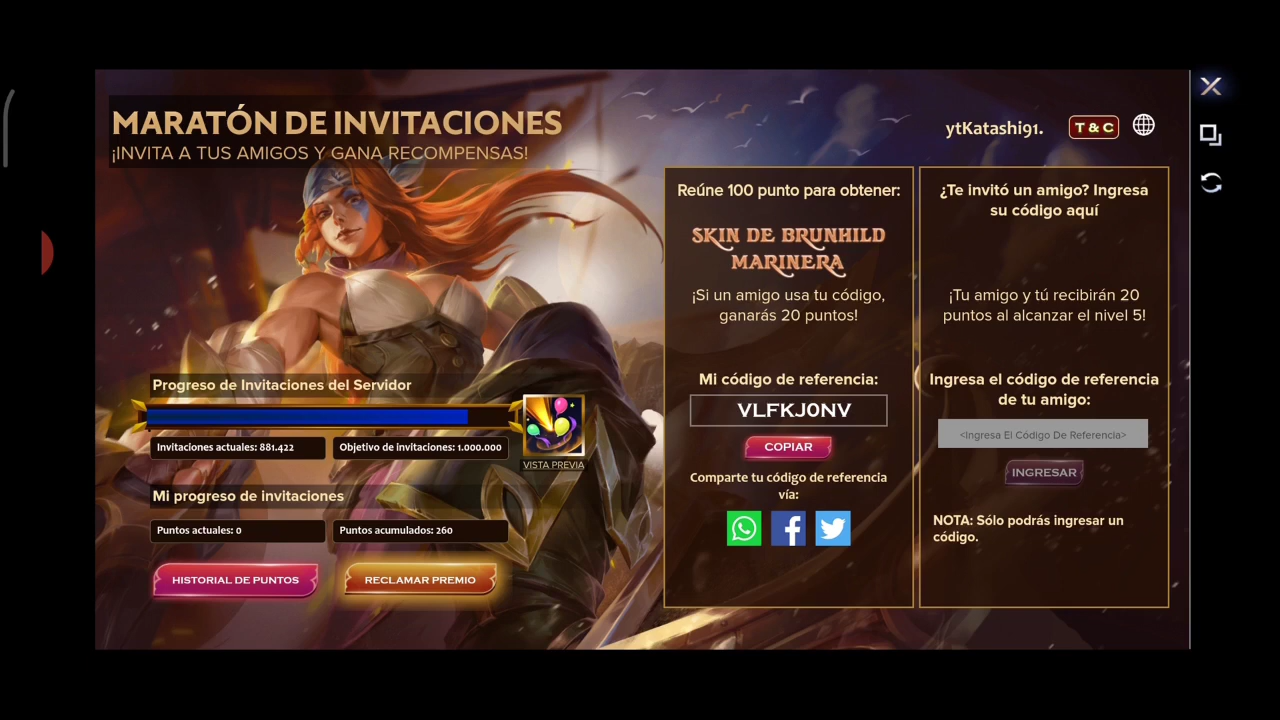 MARATÓN DE INVITACIONES
¡INVITA A TUS AMIGOS Y GANA RECOMPENSAS!
ytKatashi91.
T & C
Reúne 100 punto para obtener:
SKIN DE BRUNHILD
MARINERA
¡Si un amigo usa tu código,
ganarás 20 puntos!
Mi código de referencia:
VLFKJ0NV
COPIAR
Comparte tu código de referencia
vía:
¿Te invitó un amigo? Ingresa
su código aquí
¡Tu amigo y tú recibirán 20
puntos al alcanzar el nivel 5!
Ingresa el código de referencia
de tu amigo:
<Ingresa El Código De Referencia>
INGRESAR
NOTA: Sólo podrás ingresar un
código.
Progreso de Invitaciones del Servidor
Invitaciones actuales: 881.422
Objetivo de invitaciones: 1.000.000
VISTA PREVIA
Mi progreso de invitaciones
Puntos actuales: 0
Puntos acumulados: 260
HISTORIAL DE PUNTOS
RECLAMAR PREMIO